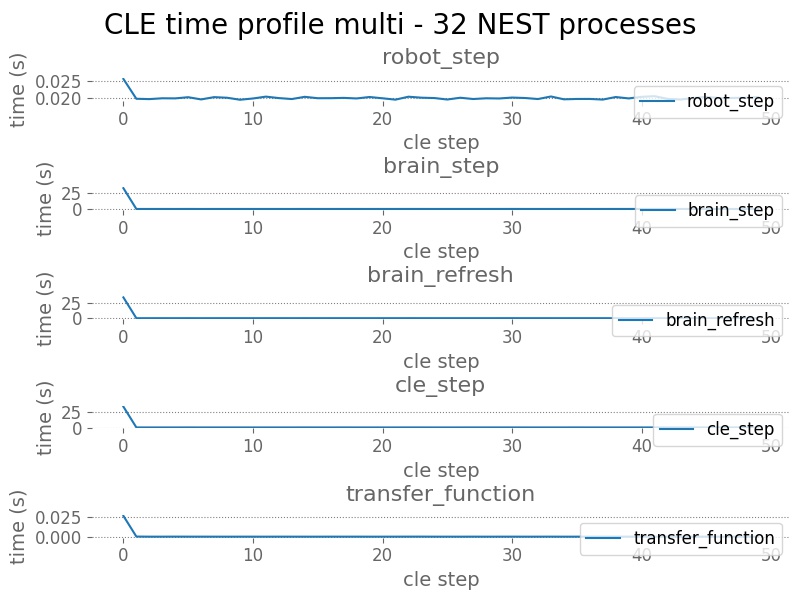 CLE time profile multi - 32 NEST processes
robot_step
time (s)
0.025
0.020
0 10 20 30 40 50
robot_step
cle step
brain_step
time (s)
25
0
0 10 20 30 40 50
brain_step
cle step
brain_refresh
time (s)
25
0
0 10 20 30 40 50
brain_refresh
cle step
cle_step
time (s)
25
0
0 10 20 30 40 50
cle_step
cle step
transfer_function
time (s)
0.025
0.000
0 10 20 30 40 50
transfer_function
cle step